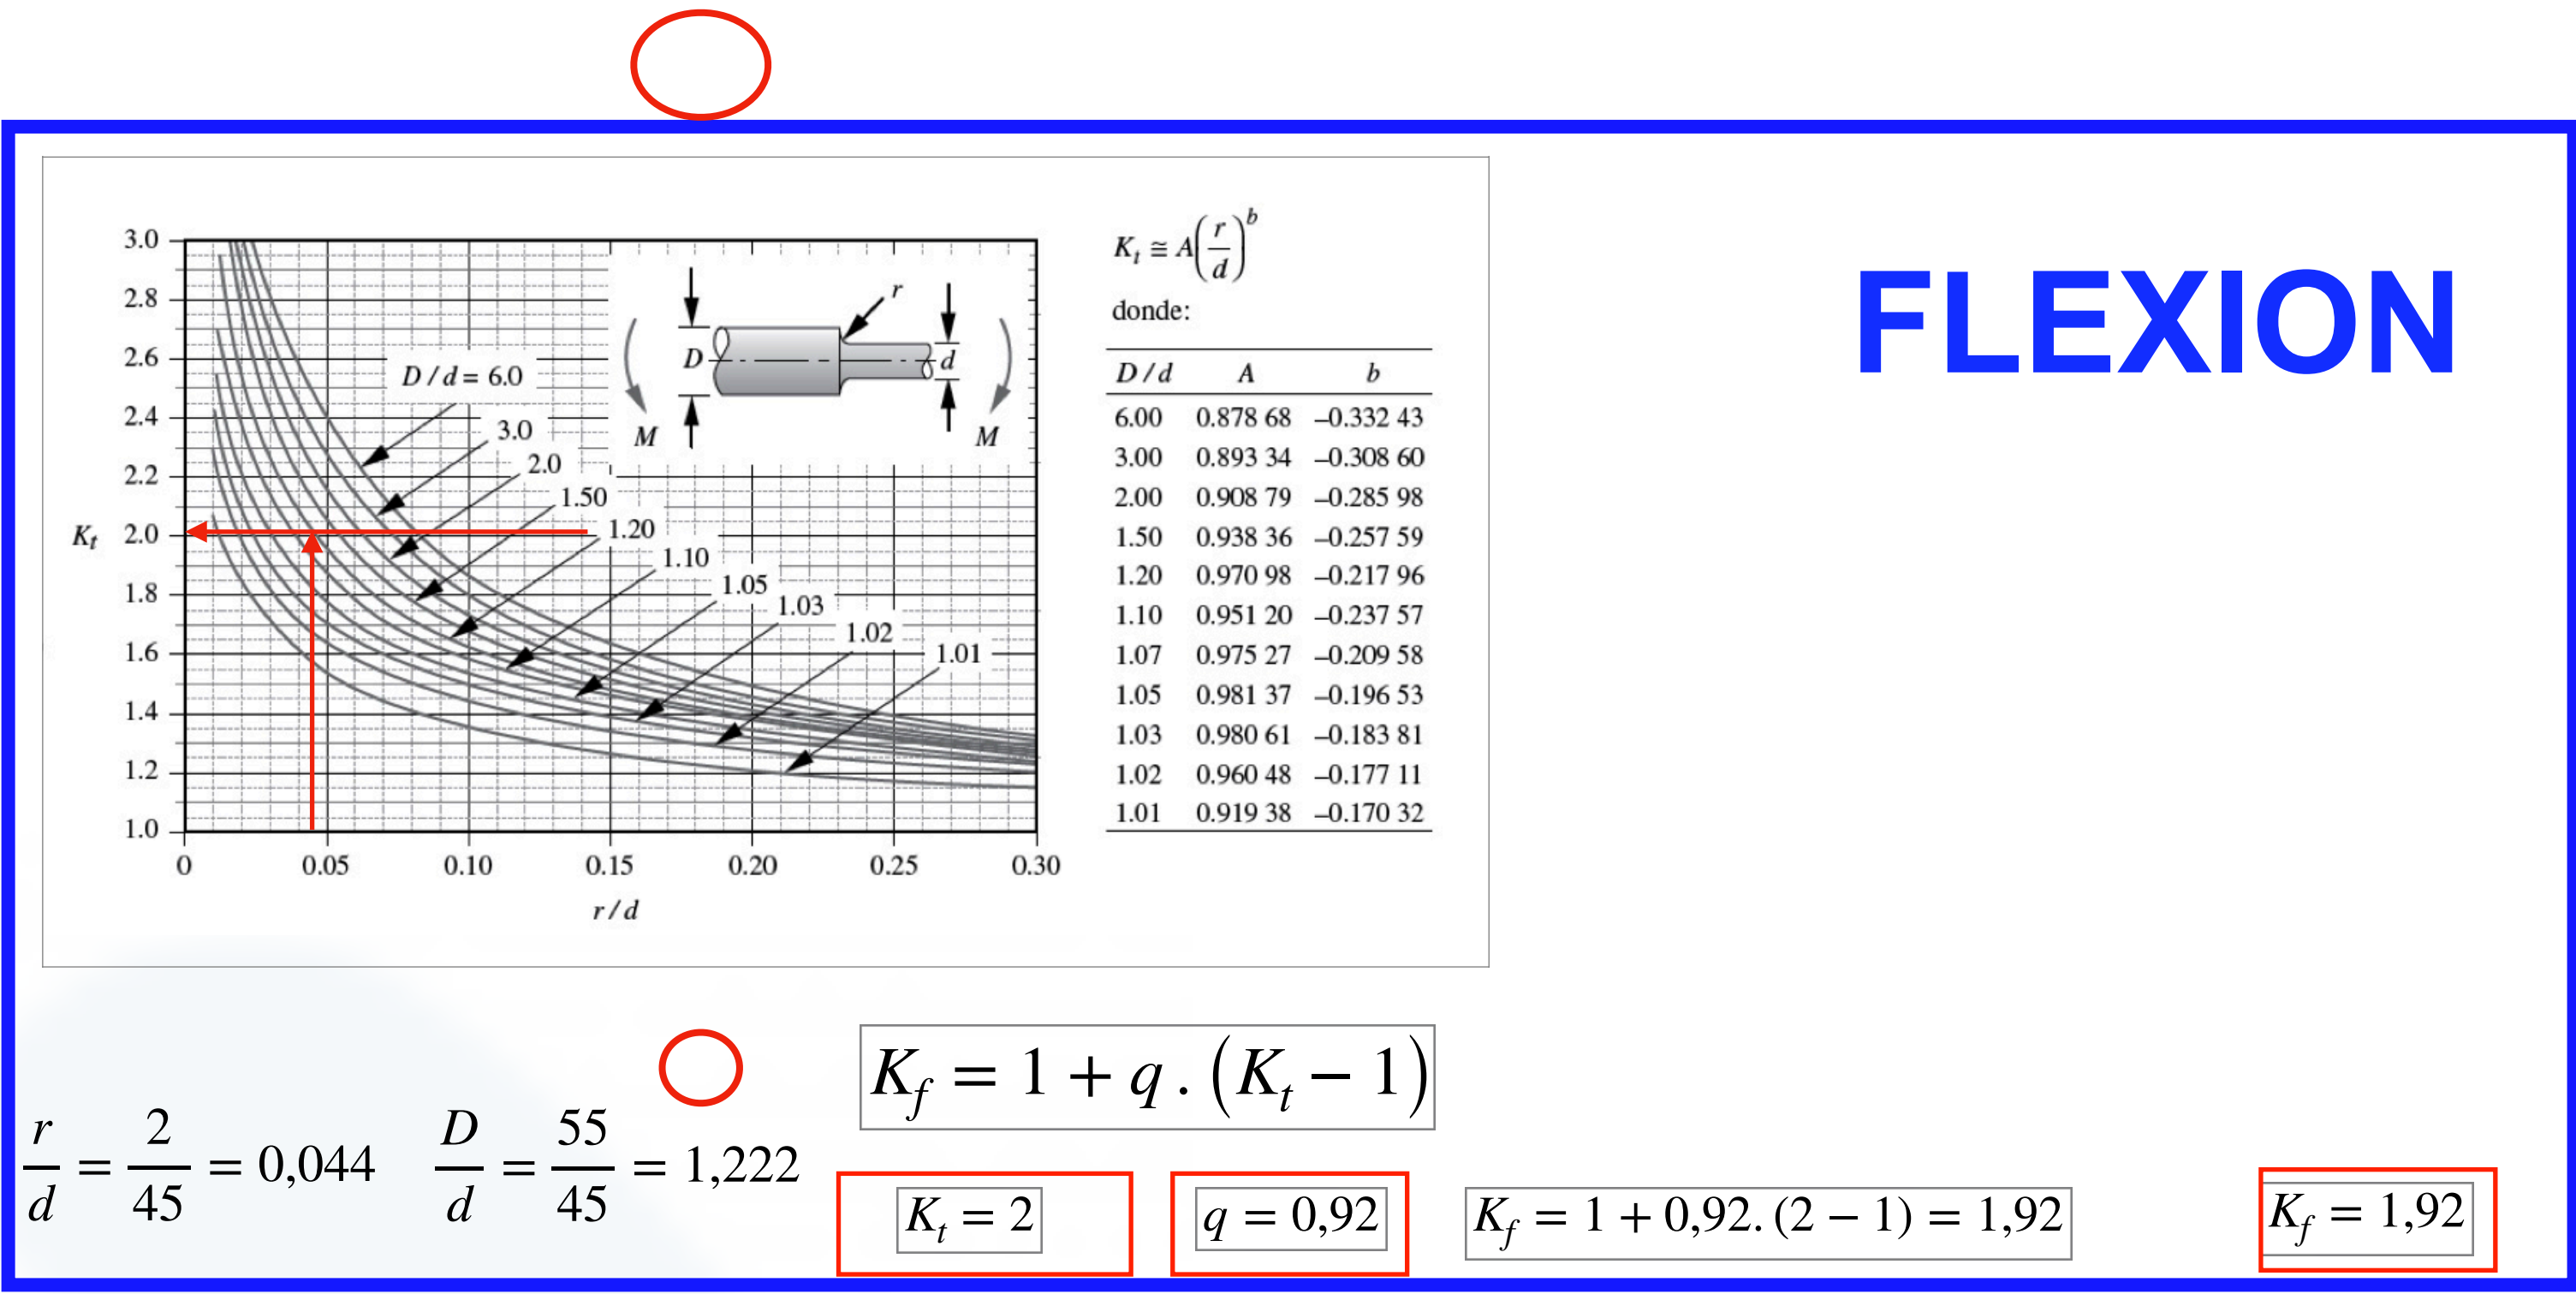 FLEXION
3.0
2.8
2.6
2.4
2.2
2.0
1.8
1.6
1.4
1.2
1.0
K_t
0 0.05 0.10 0.15 0.20 0.25 0.30
r / d
D / d = 6.0
3.0
2.0
1.50
1.20
1.10
1.05
1.03
1.02
1.01
r
D
d
M M
K_t ≅ A(r/d)^b
donde:
D / d A b
6.00 0.878 68 –0.332 43
3.00 0.893 34 –0.308 60
2.00 0.908 79 –0.285 98
1.50 0.938 36 –0.257 59
1.20 0.970 98 –0.217 96
1.10 0.951 20 –0.237 57
1.07 0.975 27 –0.209 58
1.05 0.981 37 –0.196 53
1.03 0.980 61 –0.183 81
1.02 0.960 48 –0.177 11
1.01 0.919 38 –0.170 32
K_f = 1 + q . (K_t − 1)
r/d = 2/45 = 0,044 D/d = 55/45 = 1,222
K_t = 2 q = 0,92 K_f = 1 + 0,92. (2 − 1) = 1,92 K_f = 1,92